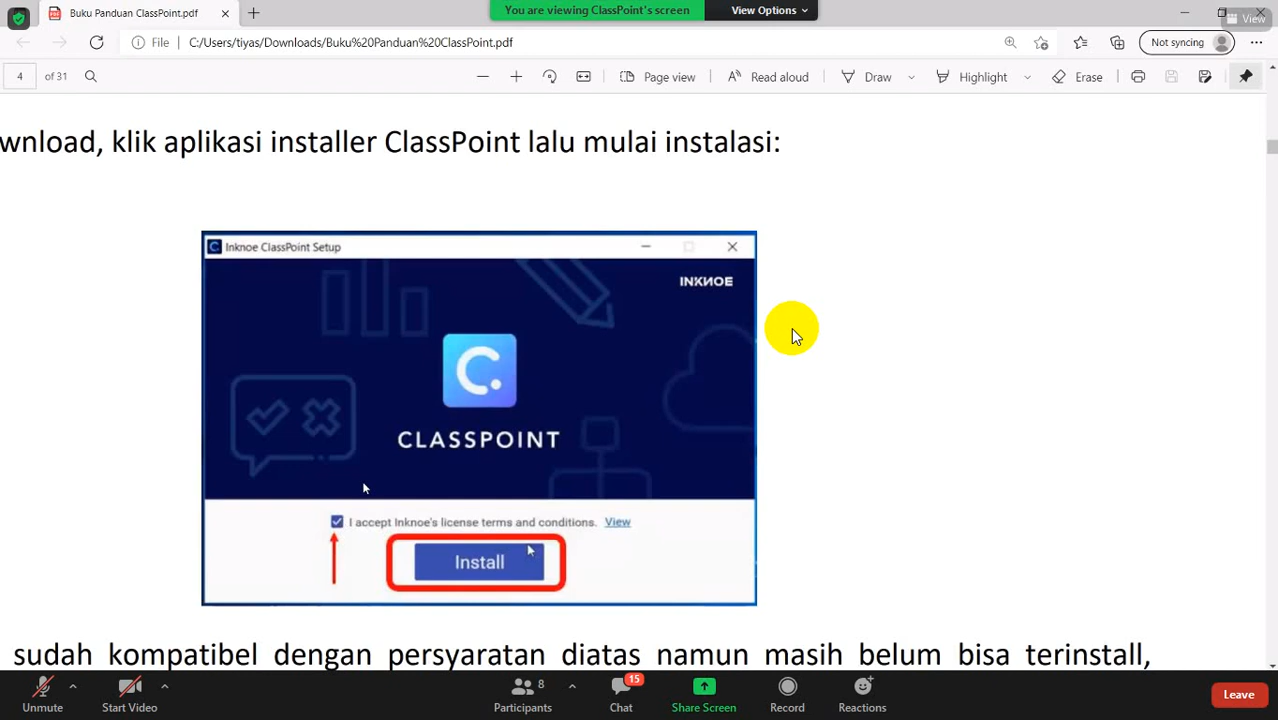 Buku Panduan ClassPoint.pdf
You are viewing ClassPoint's screen
View Options
View
File
C:/Users/tiyas/Downloads/Buku%20Panduan%20ClassPoint.pdf
Not syncing
4 of 31
Page view
Read aloud
Draw
Highlight
Erase
wnload, klik aplikasi installer ClassPoint lalu mulai instalasi:
Inknoe ClassPoint Setup
INKNOE
C.
CLASSPOINT
I accept Inknoe's license terms and conditions. View
Install
sudah kompatibel dengan persyaratan diatas namun masih belum bisa terinstall,
8
15
Unmute
Start Video
Participants
Chat
Share Screen
Record
Reactions
Leave